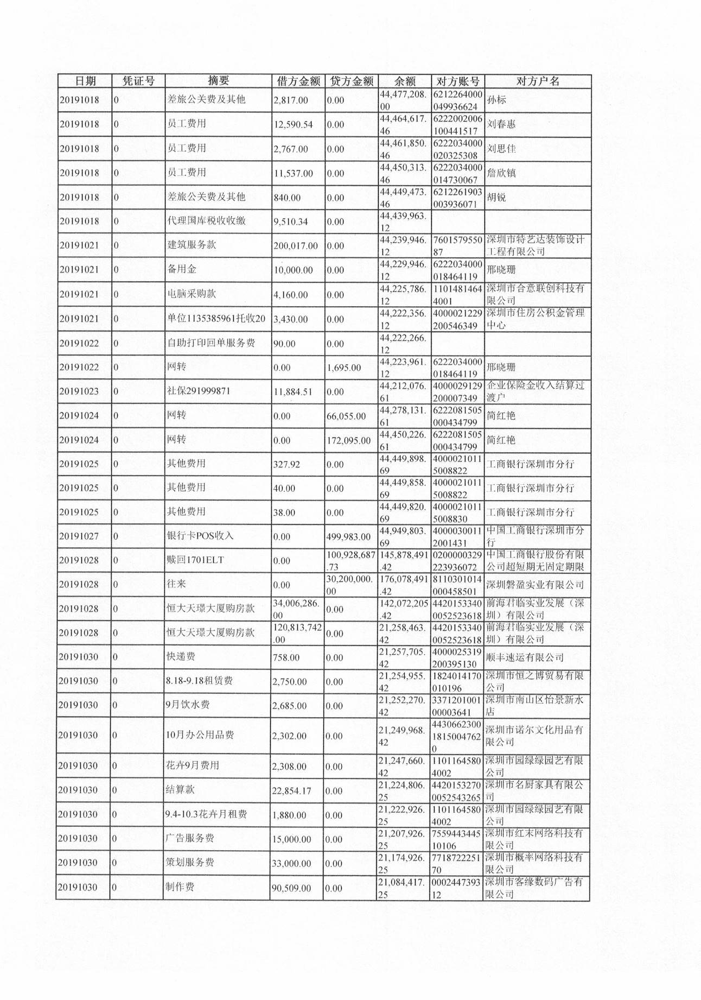 日期 凭证号 摘要 借方金额 贷方金额 余额 对方账号 对方户名
20191018 0 差旅公关费及其他 2,817.00 0.00 44,477,208.00 6212264000049936624 孙标
20191018 0 员工费用 12,590.54 0.00 44,464,617.46 6222002006100441517 刘春惠
20191018 0 员工费用 2,767.00 0.00 44,461,850.46 6222034000020325308 刘思佳
20191018 0 员工费用 11,537.00 0.00 44,450,313.46 6222034000014730067 詹欣镇
20191018 0 差旅公关费及其他 840.00 0.00 44,449,473.46 6212261903003936071 胡锐
20191018 0 代理国库税收收缴 9,510.34 0.00 44,439,963.12
20191021 0 建筑服务款 200,017.00 0.00 44,239,946.12 760157955087 深圳市特艺达装饰设计工程有限公司
20191021 0 备用金 10,000.00 0.00 44,229,946.12 6222034000018464119 邢晓珊
20191021 0 电脑采购款 4,160.00 0.00 44,225,786.12 11014814644001 深圳市合意联创科技有限公司
20191021 0 单位1135385961托收20 3,430.00 0.00 44,222,356.12 4000021229200546349 深圳市住房公积金管理中心
20191022 0 自助打印回单服务费 90.00 0.00 44,222,266.12
20191022 0 网转 0.00 1,695.00 44,223,961.12 6222034000018464119 邢晓珊
20191023 0 社保291999871 11,884.51 0.00 44,212,076.61 4000029129200007349 企业保险金收入结算过渡户
20191024 0 网转 0.00 66,055.00 44,278,131.61 6222081505000434799 简红艳
20191024 0 网转 0.00 172,095.00 44,450,226.61 6222081505000434799 简红艳
20191025 0 其他费用 327.92 0.00 44,449,898.69 40000210115008822 工商银行深圳市分行
20191025 0 其他费用 40.00 0.00 44,449,858.69 40000210115008822 工商银行深圳市分行
20191025 0 其他费用 38.00 0.00 44,449,820.69 40000210115008830 工商银行深圳市分行
20191027 0 银行卡POS收入 0.00 499,983.00 44,949,803.69 40000300112001431 中国工商银行深圳市分行
20191028 0 赎回1701ELT 0.00 100,928,687.73 145,878,491.42 0200000329223936072 中国工商银行股份有限公司超短期无固定期限
20191028 0 往来 0.00 30,200,000.00 176,078,491.42 8110301014000458501 深圳磐盈实业有限公司
20191028 0 恒大天璟大厦购房款 34,006,286.00 0.00 142,072,205.42 44201533400052523618 前海君临实业发展（深圳）有限公司
20191028 0 恒大天璟大厦购房款 120,813,742.00 0.00 21,258,463.42 44201533400052523618 前海君临实业发展（深圳）有限公司
20191030 0 快递费 758.00 0.00 21,257,705.42 4000025319200395130 顺丰速运有限公司
20191030 0 8.18-9.18租赁费 2,750.00 0.00 21,254,955.42 1824014170010196 深圳市恒之博贸易有限公司
20191030 0 9月饮水费 2,685.00 0.00 21,252,270.42 337120100100003641 深圳市南山区怡景新水店
20191030 0 10月办公用品费 2,302.00 0.00 21,249,968.42 443066230018150047620 深圳市诺尔文化用品有限公司
20191030 0 花卉9月费用 2,308.00 0.00 21,247,660.42 11011645804002 深圳市园绿绿园艺有限公司
20191030 0 结算款 22,854.17 0.00 21,224,806.25 44201532700052543265 深圳市名厨家具有限公司
20191030 0 9.4-10.3花卉月租费 1,880.00 0.00 21,222,926.25 11011645804002 深圳市园绿绿园艺有限公司
20191030 0 广告服务费 15,000.00 0.00 21,207,926.25 755944344510106 深圳市红末网络科技有限公司
20191030 0 策划服务费 33,000.00 0.00 21,174,926.25 771872225170 深圳市概率网络科技有限公司
20191030 0 制作费 90,509.00 0.00 21,084,417.25 000244739312 深圳市客缘数码广告有限公司